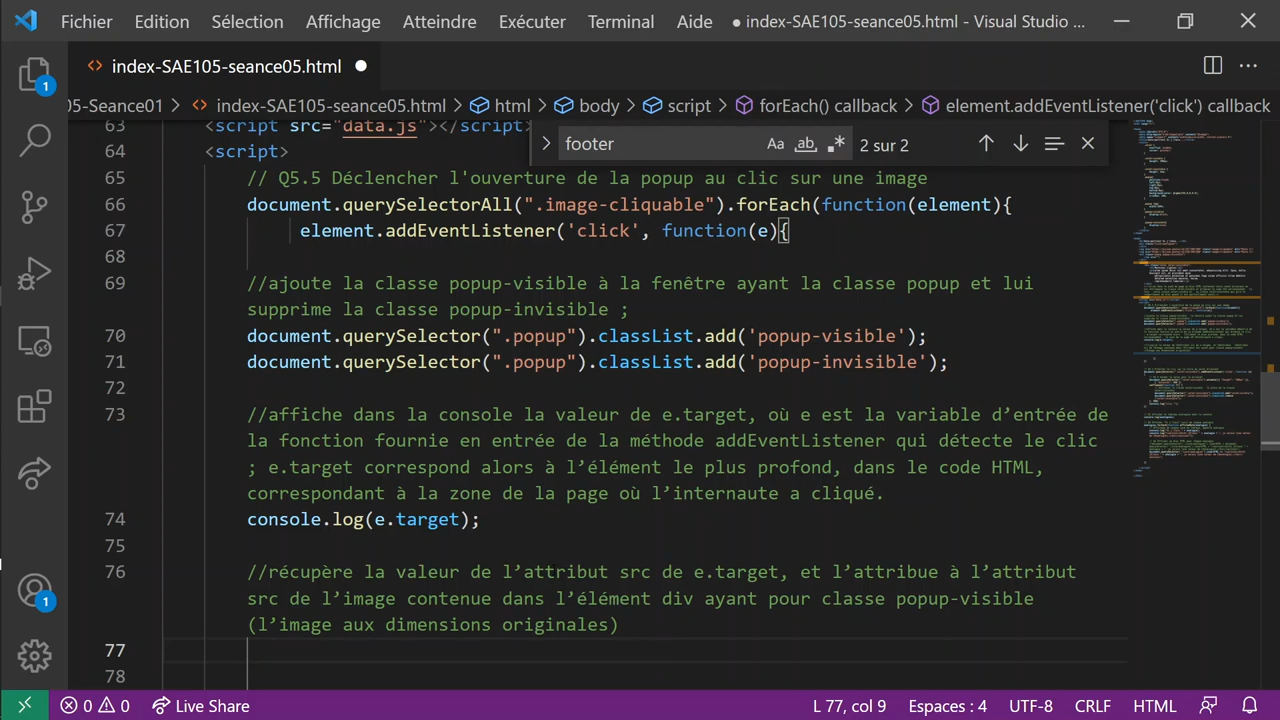 Fichier Edition Sélection Affichage Atteindre Exécuter Terminal Aide ● index-SAE105-seance05.html - Visual Studio ...
index-SAE105-seance05.html
05-Seance01 > index-SAE105-seance05.html > html > body > script > forEach() callback > element.addEventListener('click') callback
footer Aa ab 2 sur 2
63 <script src="data.js"></script>
64 <script>
65 // Q5.5 Déclencher l'ouverture de la popup au clic sur une image
66 document.querySelectorAll(".image-cliquable").forEach(function(element){
67 element.addEventListener('click', function(e){
68
69 //ajoute la classe popup-visible à la fenêtre ayant la classe popup et lui
supprime la classe popup-invisible ;
70 document.querySelector(" .popup").classList.add('popup-visible');
71 document.querySelector(" .popup").classList.add('popup-invisible');
72
73 //affiche dans la console la valeur de e.target, où e est la variable d’entrée de
la fonction fournie en paramètre à la méthode addEventListener qui détecte le clic
; e.target correspond alors à l’élément le plus profond, dans le code HTML,
correspondant à la zone de la page où l’internaute a cliqué.
74 console.log(e.target);
75
76 //récupère la valeur de l’attribut src de e.target, et l’attribue à l’attribut
src de l’image contenue dans l’élément div ayant pour classe popup-visible
(l’image aux dimensions originales)
77
78
1
1
0 0 Live Share L 77, col 9 Espaces : 4 UTF-8 CRLF HTML